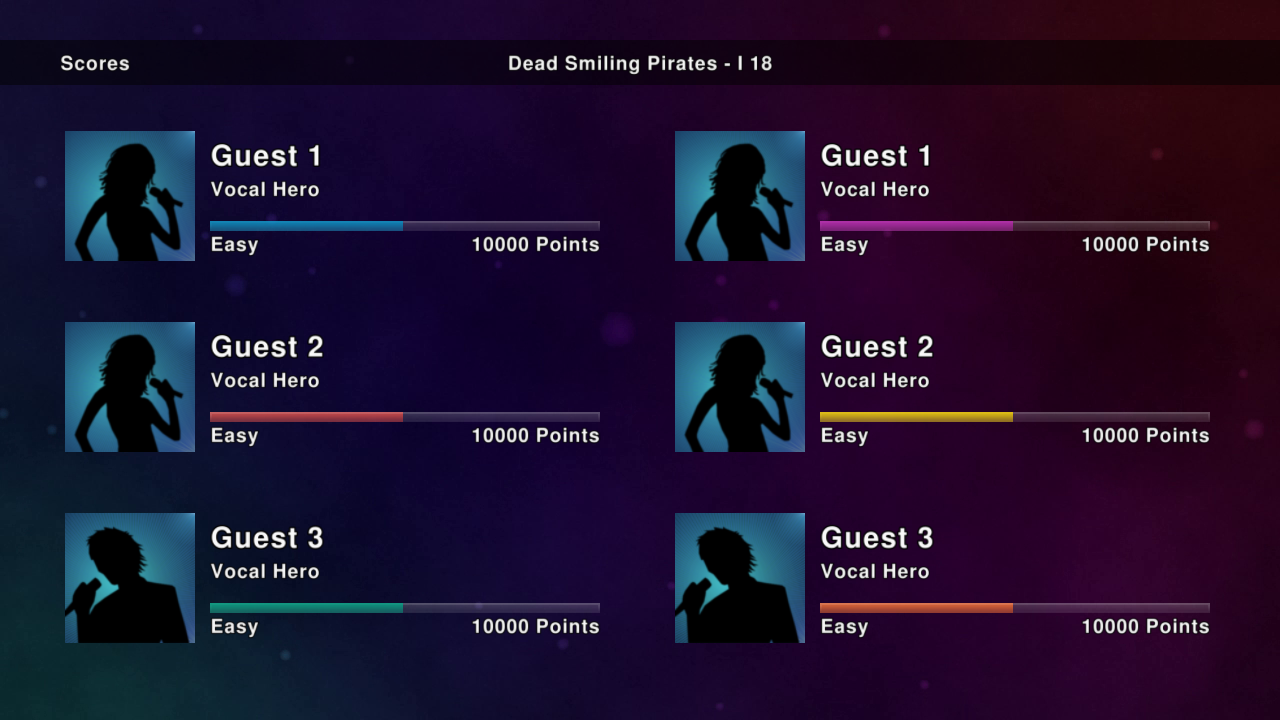 Scores
Dead Smiling Pirates - I 18
Guest 1
Vocal Hero
Easy
10000 Points
Guest 1
Vocal Hero
Easy
10000 Points
Guest 2
Vocal Hero
Easy
10000 Points
Guest 2
Vocal Hero
Easy
10000 Points
Guest 3
Vocal Hero
Easy
10000 Points
Guest 3
Vocal Hero
Easy
10000 Points